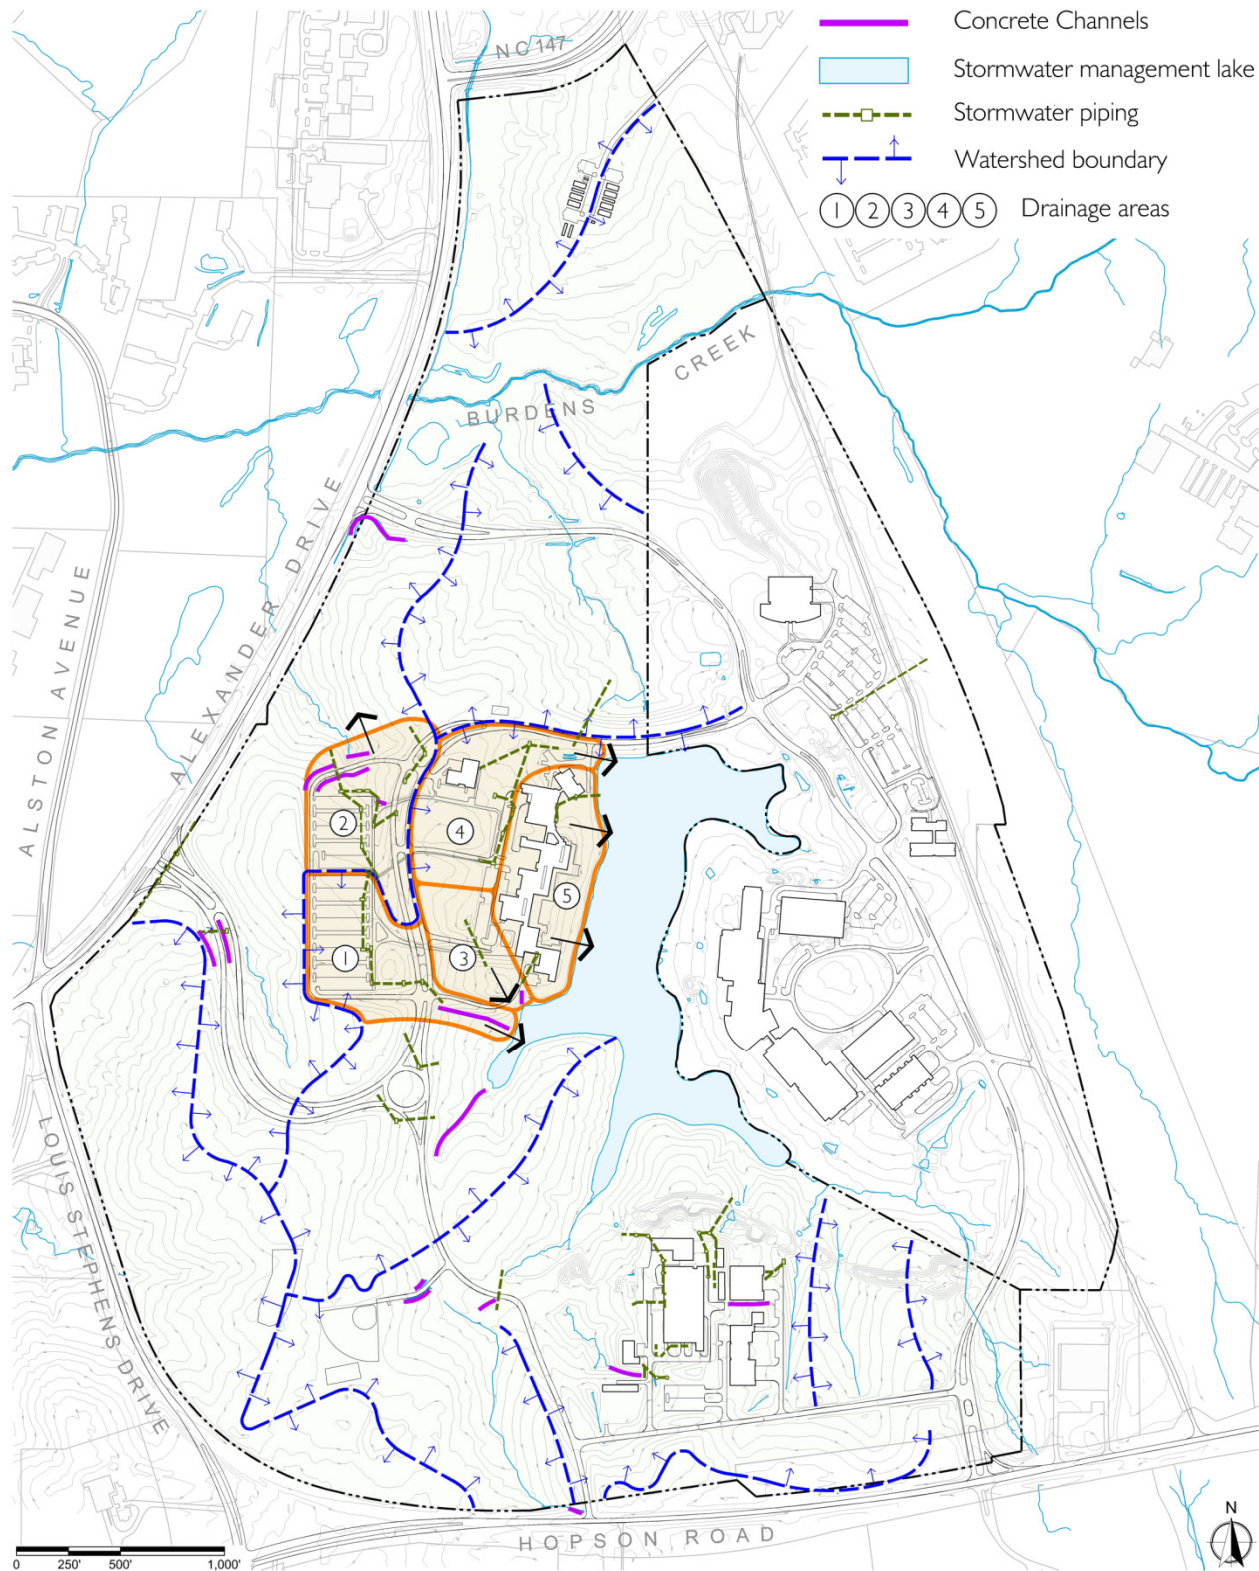 Concrete Channels
Stormwater management lake
Stormwater piping
Watershed boundary
1 2 3 4 5 Drainage areas
NC 147
CREEK
BURDENS
ALEXANDER DRIVE
ALSTON AVENUE
2
4
5
1
3
LOUIS STEPHENS DRIVE
HOPSON ROAD
N
0 250' 500' 1,000'